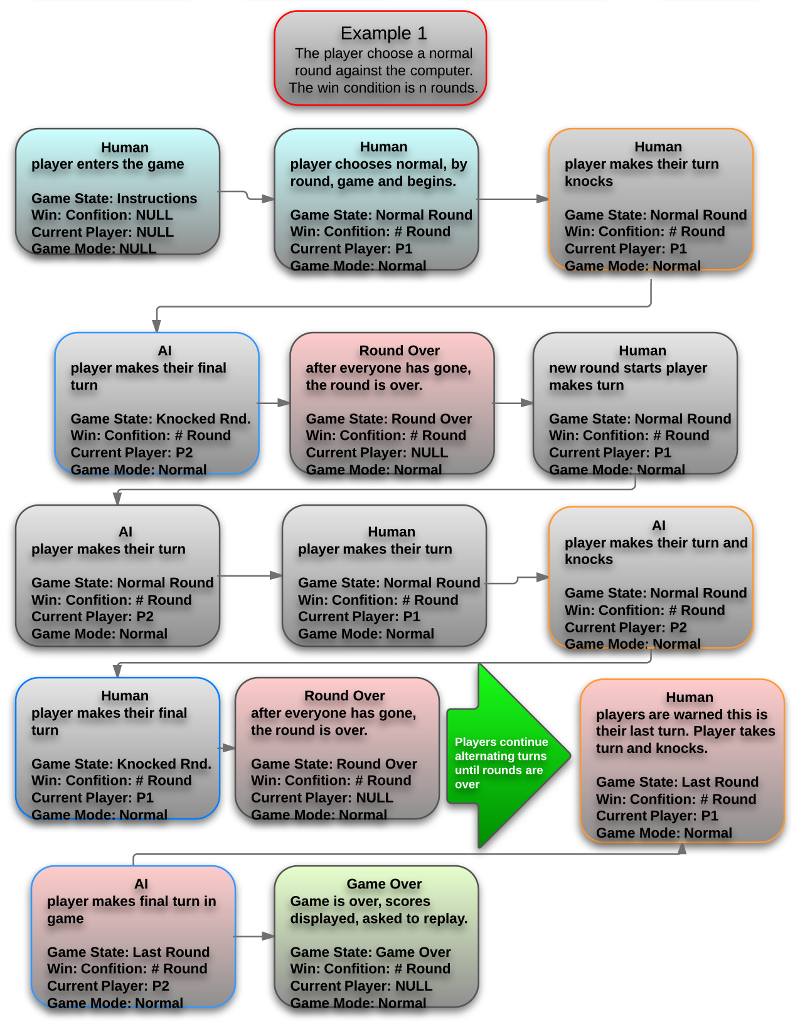 Example 1
The player choose a normal
round against the computer.
The win condition is n rounds.
Human
player enters the game
Game State: Instructions
Win: Confition: NULL
Current Player: NULL
Game Mode: NULL
Human
player chooses normal, by
round, game and begins.
Game State: Normal Round
Win: Confition: # Round
Current Player: P1
Game Mode: Normal
Human
player makes their turn
knocks
Game State: Normal Round
Win: Confition: # Round
Current Player: P1
Game Mode: Normal
AI
player makes their final
turn
Game State: Knocked Rnd.
Win: Confition: # Round
Current Player: P2
Game Mode: Normal
Round Over
after everyone has gone,
the round is over.
Game State: Round Over
Win: Confition: # Round
Current Player: NULL
Game Mode: Normal
Human
new round starts player
makes turn
Game State: Normal Round
Win: Confition: # Round
Current Player: P1
Game Mode: Normal
AI
player makes their turn
Game State: Normal Round
Win: Confition: # Round
Current Player: P2
Game Mode: Normal
Human
player makes their turn
Game State: Normal Round
Win: Confition: # Round
Current Player: P1
Game Mode: Normal
AI
player makes their turn and
knocks
Game State: Normal Round
Win: Confition: # Round
Current Player: P2
Game Mode: Normal
Human
player makes their final
turn
Game State: Knocked Rnd.
Win: Confition: # Round
Current Player: P1
Game Mode: Normal
Round Over
after everyone has gone,
the round is over.
Game State: Round Over
Win: Confition: # Round
Current Player: NULL
Game Mode: Normal
Players continue
alternating turns
until rounds are
over
Human
players are warned this is
their last turn. Player takes
turn and knocks.
Game State: Last Round
Win: Confition: # Round
Current Player: P1
Game Mode: Normal
AI
player makes final turn in
game
Game State: Last Round
Win: Confition: # Round
Current Player: P2
Game Mode: Normal
Game Over
Game is over, scores
displayed, asked to replay.
Game State: Game Over
Win: Confition: # Round
Current Player: NULL
Game Mode: Normal